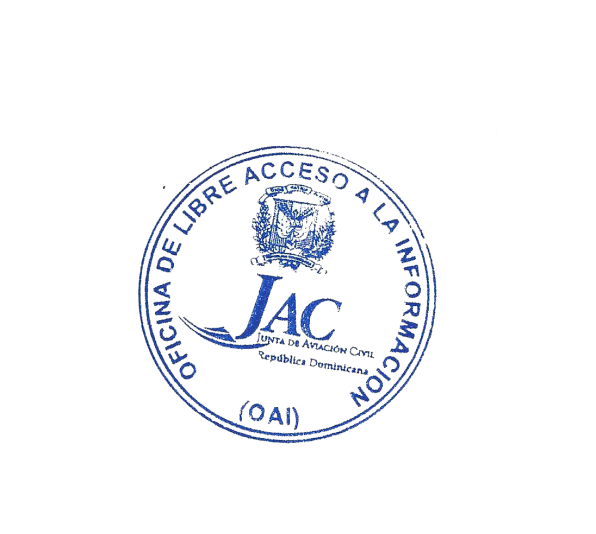 OFICINA DE LIBRE ACCESO A LA INFORMACION
JAC
JUNTA DE AVIACIÓN CIVIL
República Dominicana
(OAI)